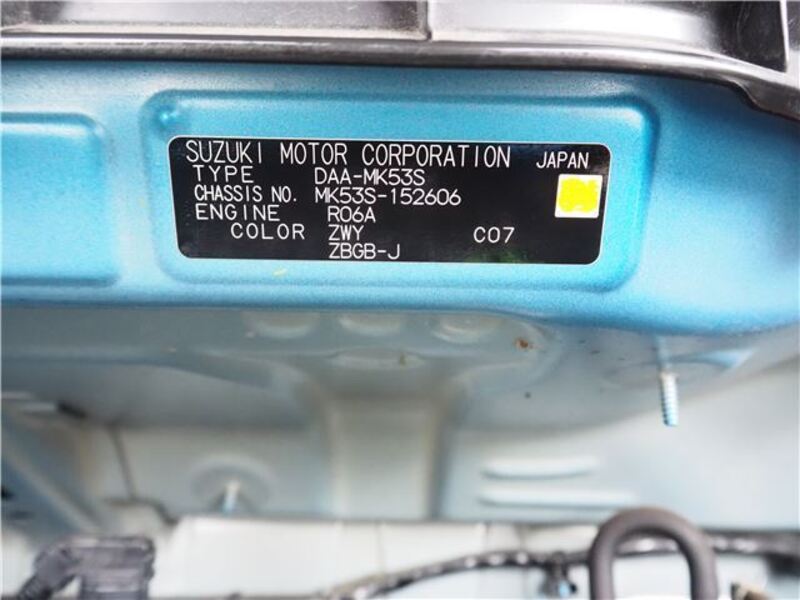 SUZUKI MOTOR CORPORATION JAPAN
TYPE DAA-MK53S
CHASSIS NO. MK53S-152606
ENGINE R06A
COLOR ZWY C07
ZBGB-J